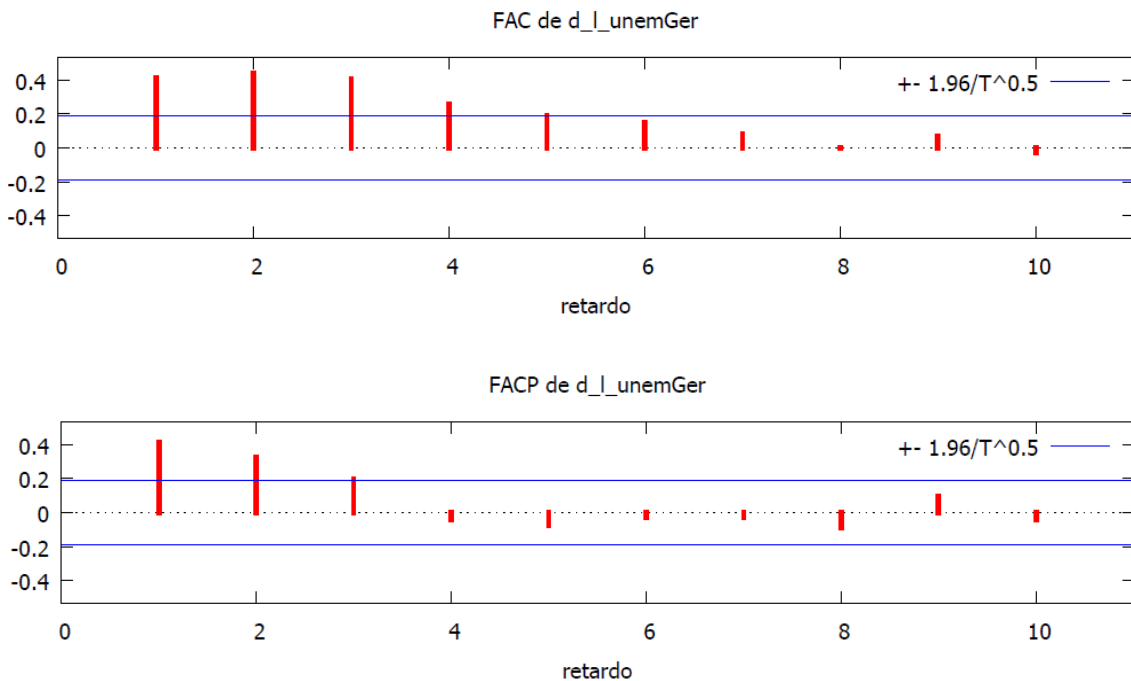 FAC de d_l_unemGer
+- 1.96/T^0.5
0.4
0.2
0
-0.2
-0.4
0 2 4 6 8 10
retardo
FACP de d_l_unemGer
+- 1.96/T^0.5
0.4
0.2
0
-0.2
-0.4
0 2 4 6 8 10
retardo